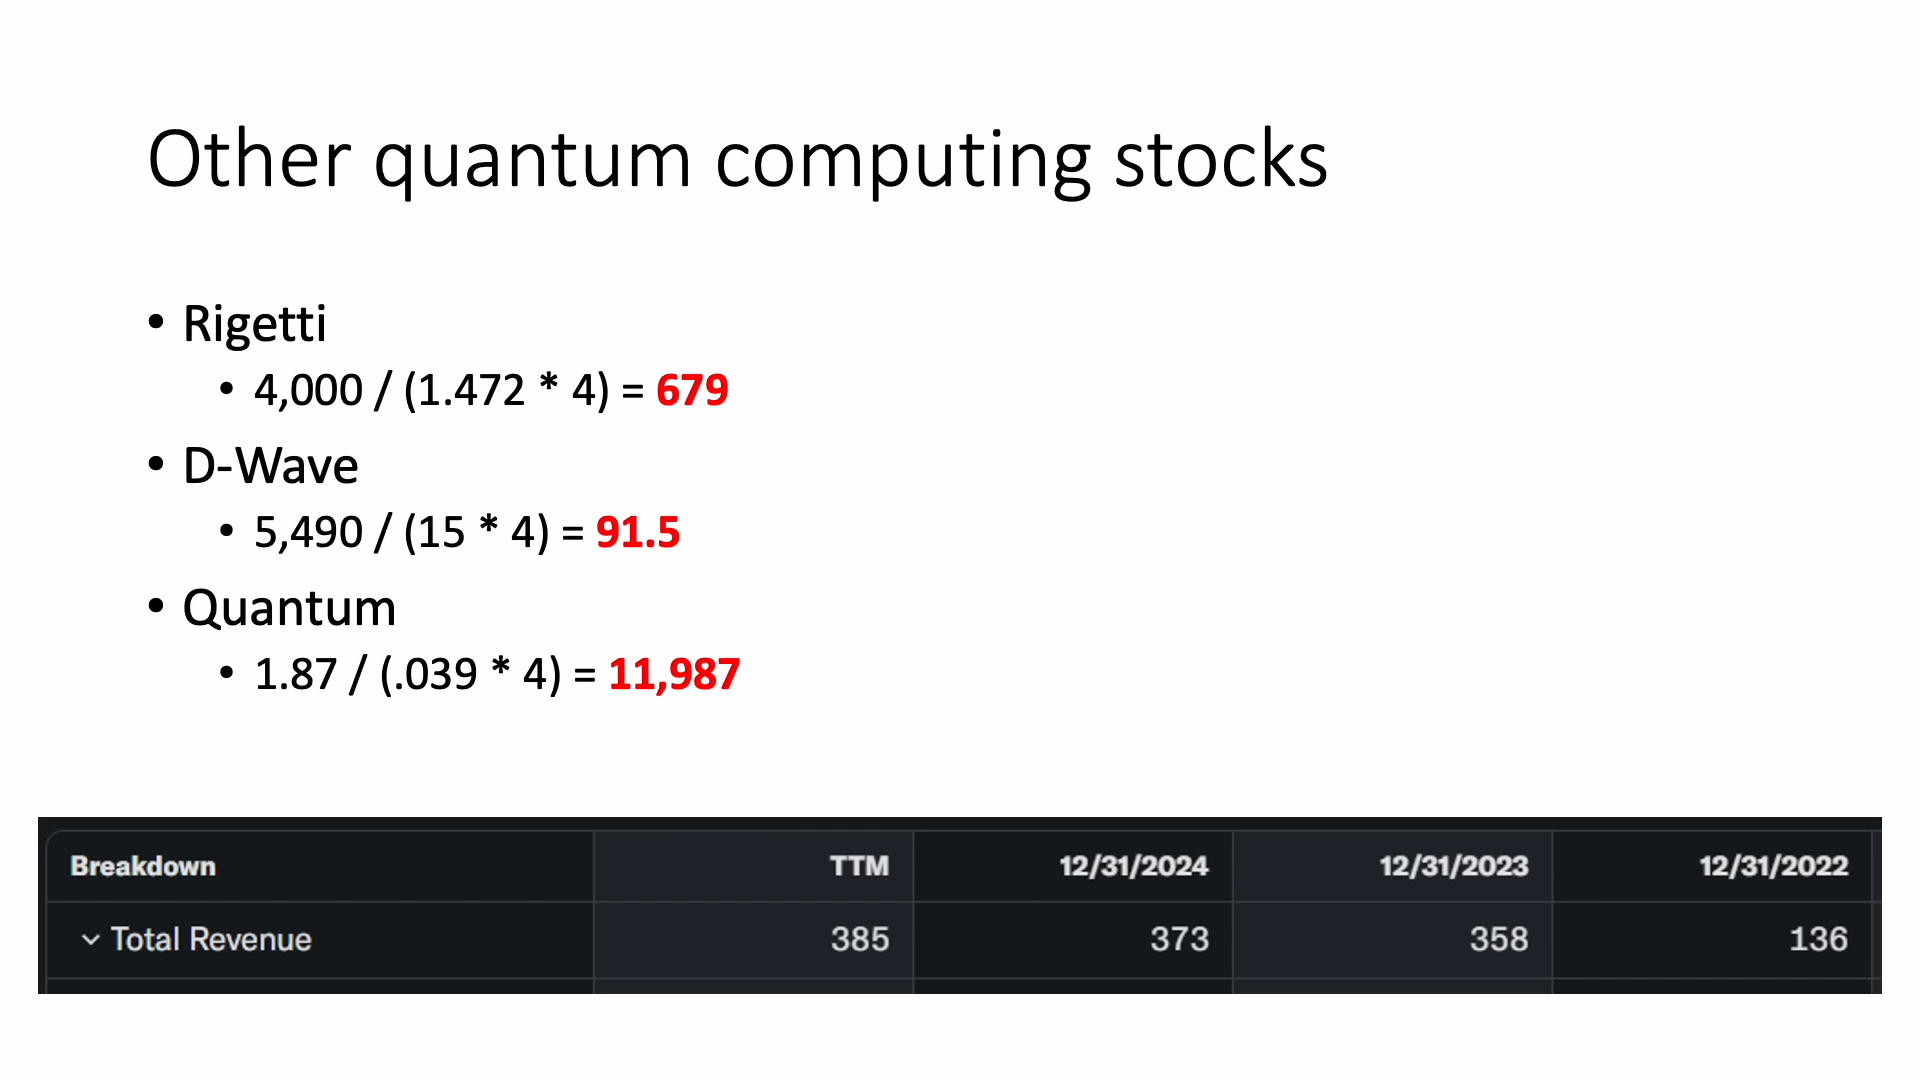 Other quantum computing stocks
• Rigetti
• 4,000 / (1.472 * 4) = 679
• D-Wave
• 5,490 / (15 * 4) = 91.5
• Quantum
• 1.87 / (.039 * 4) = 11,987
Breakdown TTM 12/31/2024 12/31/2023 12/31/2022
Total Revenue 385 373 358 136